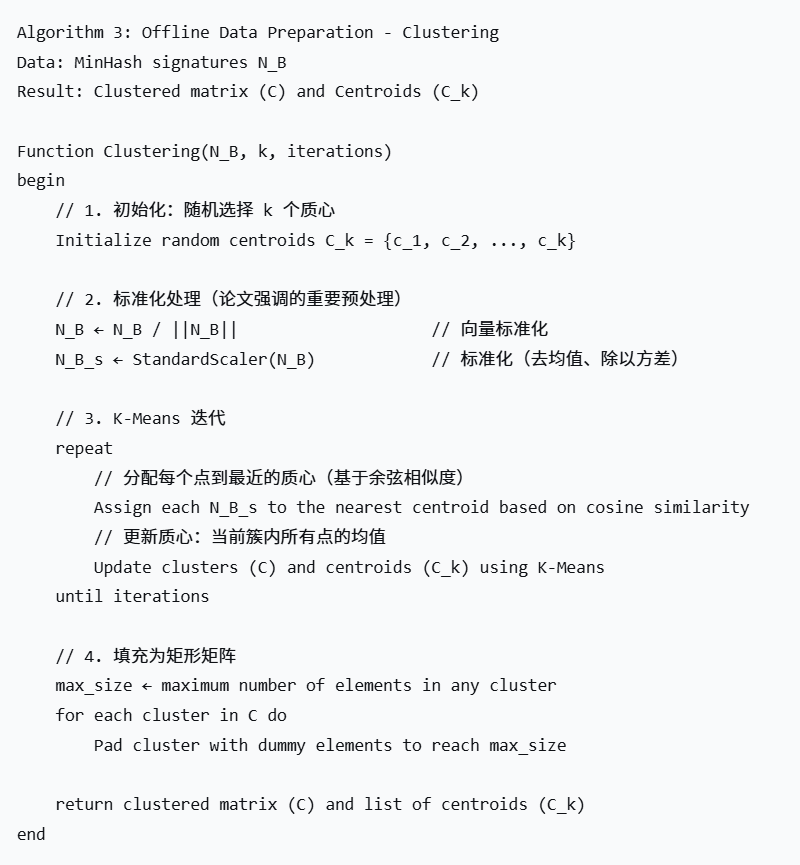 Algorithm 3: Offline Data Preparation - Clustering
Data: MinHash signatures N_B
Result: Clustered matrix (C) and Centroids (C_k)
Function Clustering(N_B, k, iterations)
begin
// 1. 初始化：随机选择 k 个质心
Initialize random centroids C_k = {c_1, c_2, ..., c_k}
// 2. 标准化处理（论文强调的重要预处理）
N_B ← N_B / ||N_B|| // 向量标准化
N_B_s ← StandardScaler(N_B) // 标准化（去均值、除以方差）
// 3. K-Means 迭代
repeat
// 分配每个点到最近的质心（基于余弦相似度）
Assign each N_B_s to the nearest centroid based on cosine similarity
// 更新质心：当前簇内所有点的均值
Update clusters (C) and centroids (C_k) using K-Means
until iterations
// 4. 填充为矩形矩阵
max_size ← maximum number of elements in any cluster
for each cluster in C do
Pad cluster with dummy elements to reach max_size
return clustered matrix (C) and list of centroids (C_k)
end